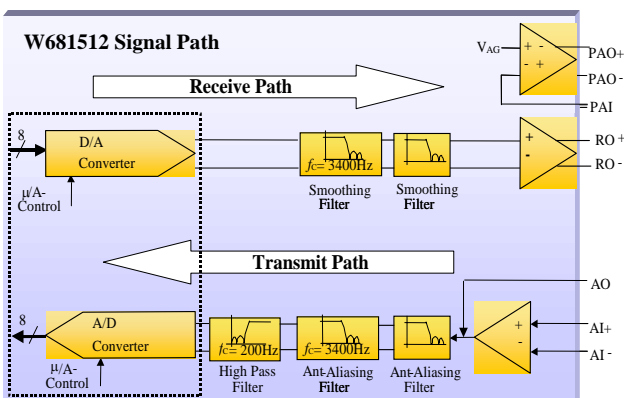 W681512 Signal Path
VAG
+ -
- +
PAO+
PAO-
PAI
Receive Path
8
D/A
Converter
μ/A-
Control
fC= 3400Hz
Smoothing
Filter
Smoothing
Filter
+
-
RO+
RO-
Transmit Path
8
A/D
Converter
μ/A-
Control
fC= 200Hz
High Pass
Filter
fC= 3400Hz
Ant-Aliasing
Filter
Ant-Aliasing
Filter
+
-
AO
AI+
AI-